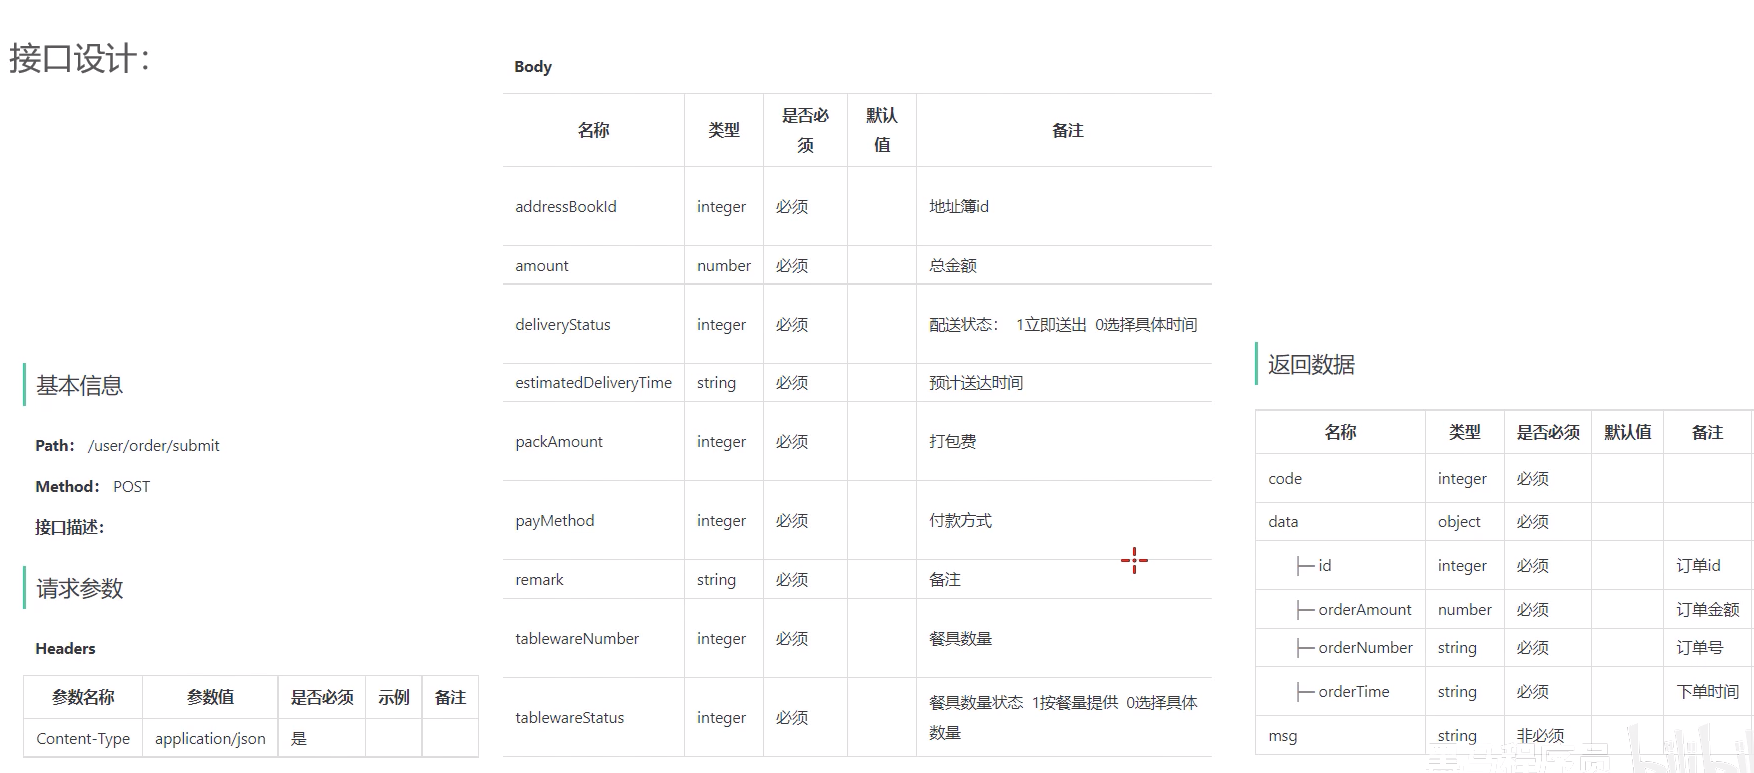 接口设计：
基本信息
Path： /user/order/submit
Method： POST
接口描述：
请求参数
Headers
参数名称 参数值 是否必须 示例 备注
Content-Type application/json 是
Body
名称 类型 是否必须 默认值 备注
addressBookId integer 必须 地址簿id
amount number 必须 总金额
deliveryStatus integer 必须 配送状态： 1立即送出 0选择具体时间
estimatedDeliveryTime string 必须 预计送达时间
packAmount integer 必须 打包费
payMethod integer 必须 付款方式
remark string 必须 备注
tablewareNumber integer 必须 餐具数量
tablewareStatus integer 必须 餐具数量状态 1按餐量提供 0选择具体
数量
返回数据
名称 类型 是否必须 默认值 备注
code integer 必须
data object 必须
├─ id integer 必须 订单id
├─ orderAmount number 必须 订单金额
├─ orderNumber string 必须 订单号
├─ orderTime string 必须 下单时间
msg string 非必须
bilibili